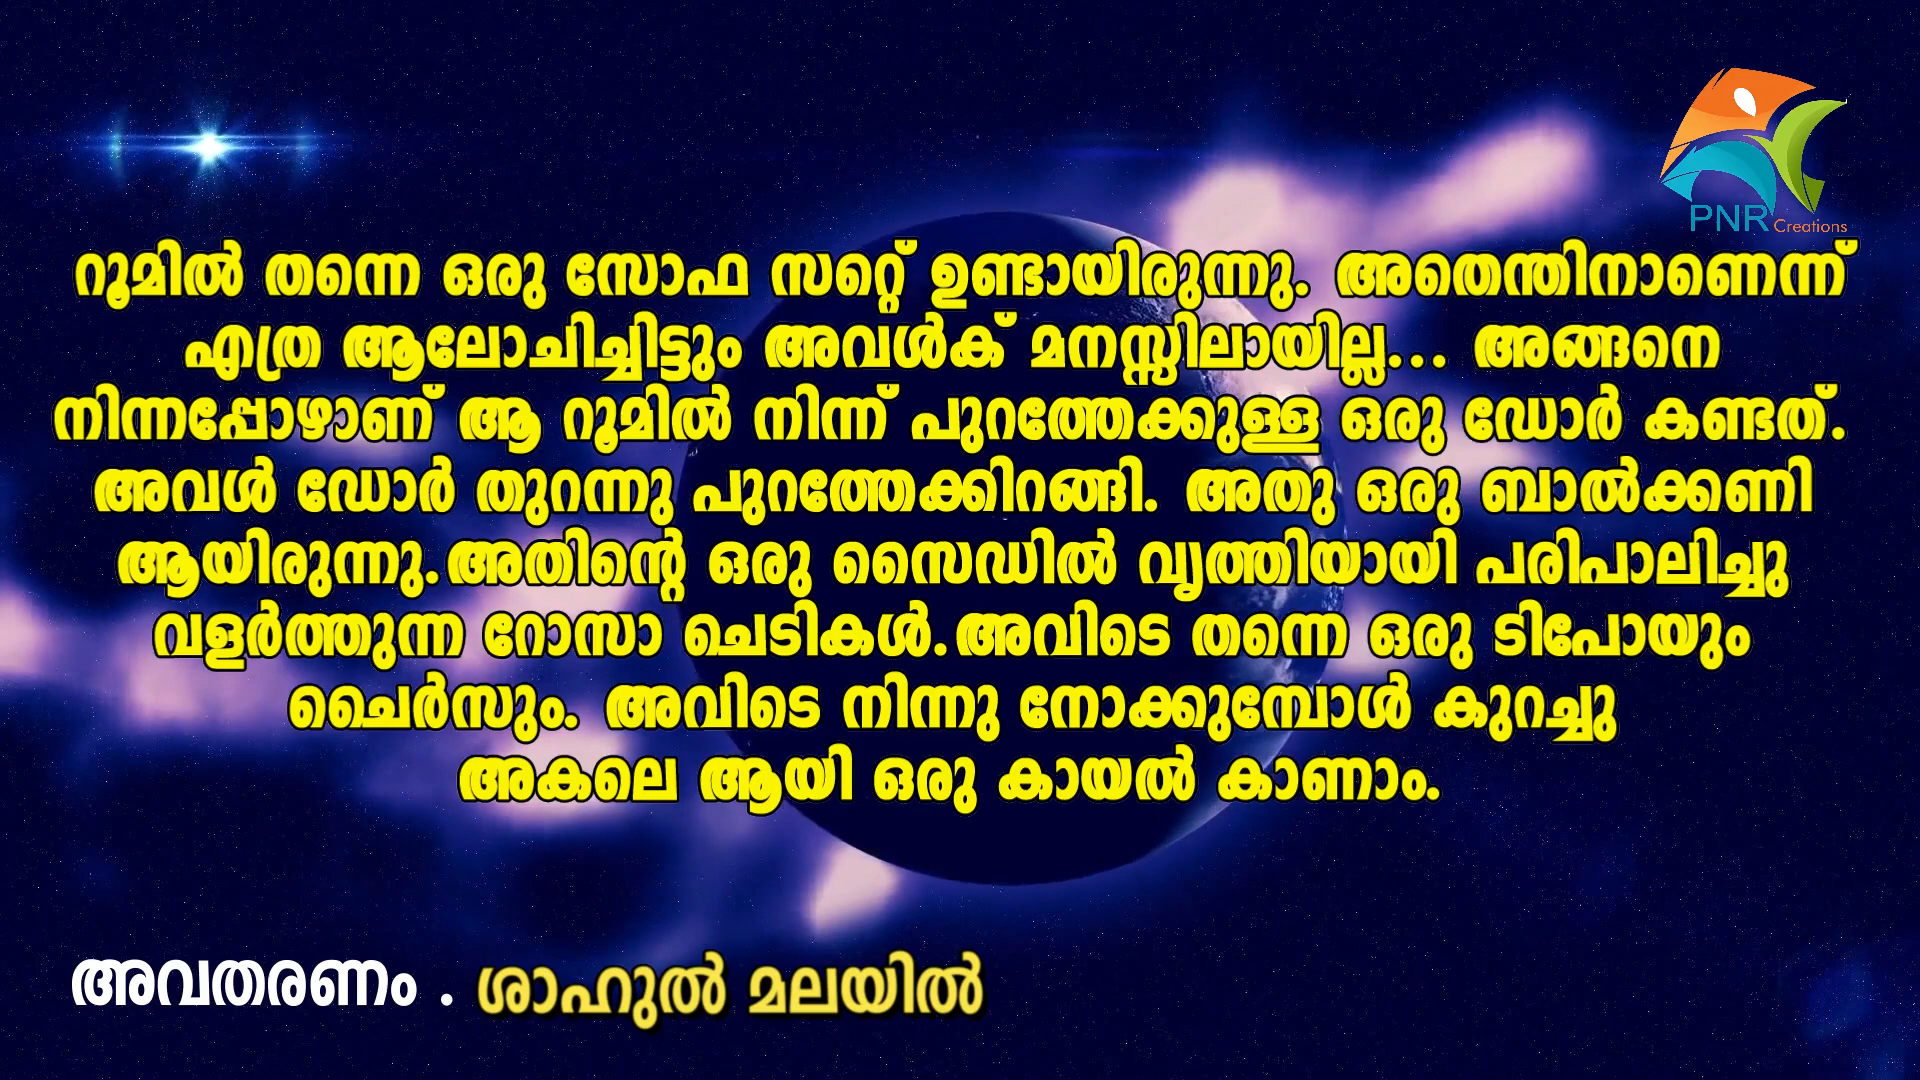 PNR Creations
റൂമിൽ തന്നെ ഒരു സോഫ സറ്റെ് ഉണ്ടായിരുന്നു. അതെന്തിനാണെന്ന്
എത്ര ആലോചിച്ചിട്ടും അവൾക് മനസ്സിലായില്ല... അങ്ങനെ
നിന്നപ്പോഴാണ് ആ റൂമിൽ നിന്ന് പുറത്തേക്കുള്ള ഒരു ഡോർ കണ്ടത്.
അവൾ ഡോർ തുറന്നു പുറത്തേക്കിറങ്ങി. അതു ഒരു ബാൽക്കണി
ആയിരുന്നു.അതിന്റെ ഒരു സൈഡിൽ വൃത്തിയായി പരിപാലിച്ചു
വളർത്തുന്ന റോസാ ചെടികൾ.അവിടെ തന്നെ ഒരു ടിപോയും
ചൈർസും. അവിടെ നിന്നു നോക്കുമ്പോൾ കുറച്ചു
അകലെ ആയി ഒരു കായൽ കാണാം.
അവതരണം . ശാഹുൽ മലയിൽ